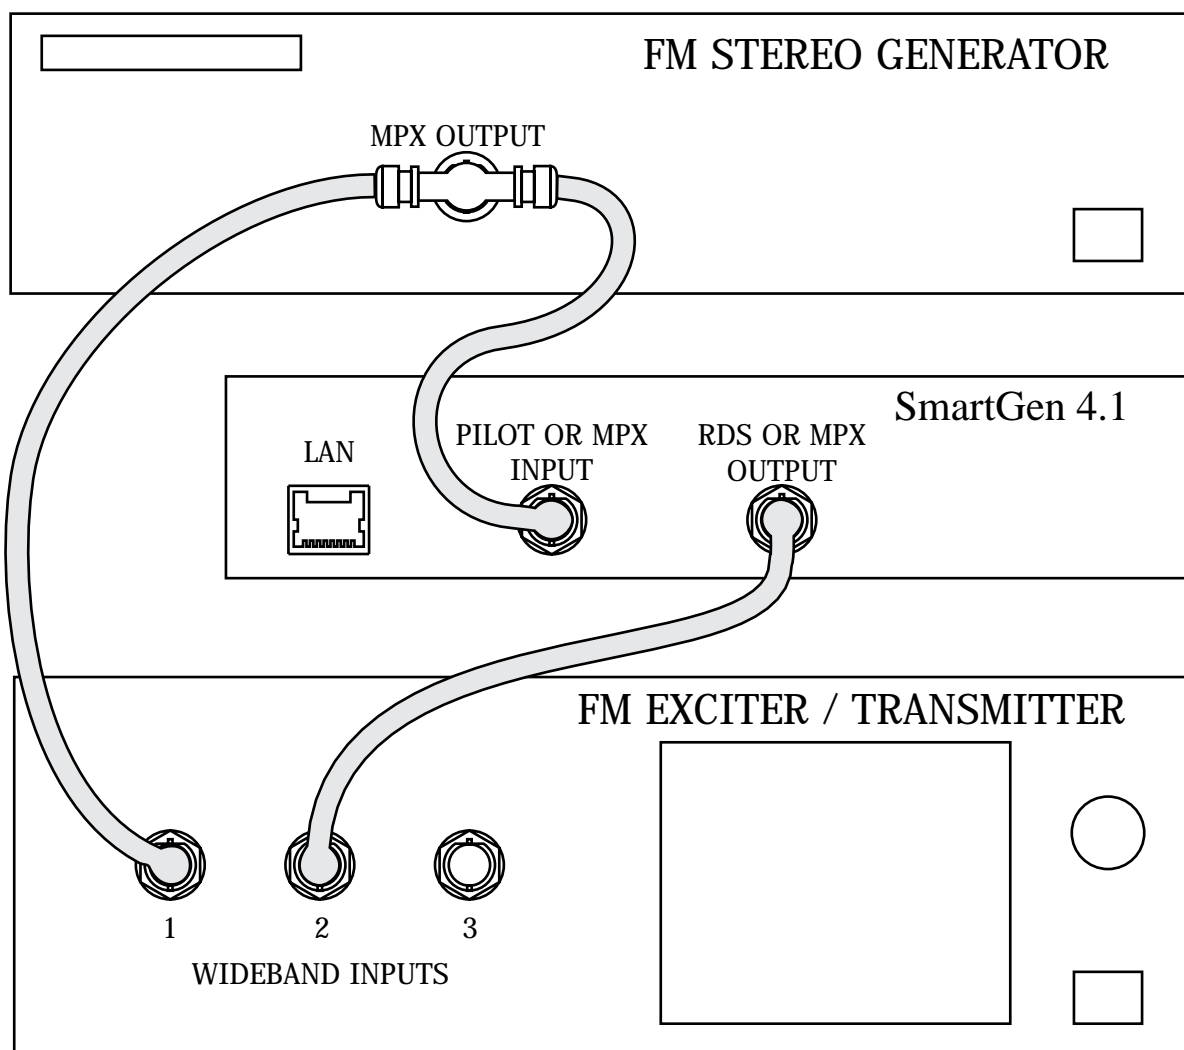 FM STEREO GENERATOR
MPX OUTPUT
SmartGen 4.1
LAN
PILOT OR MPX
INPUT
RDS OR MPX
OUTPUT
FM EXCITER / TRANSMITTER
1
2
3
WIDEBAND INPUTS